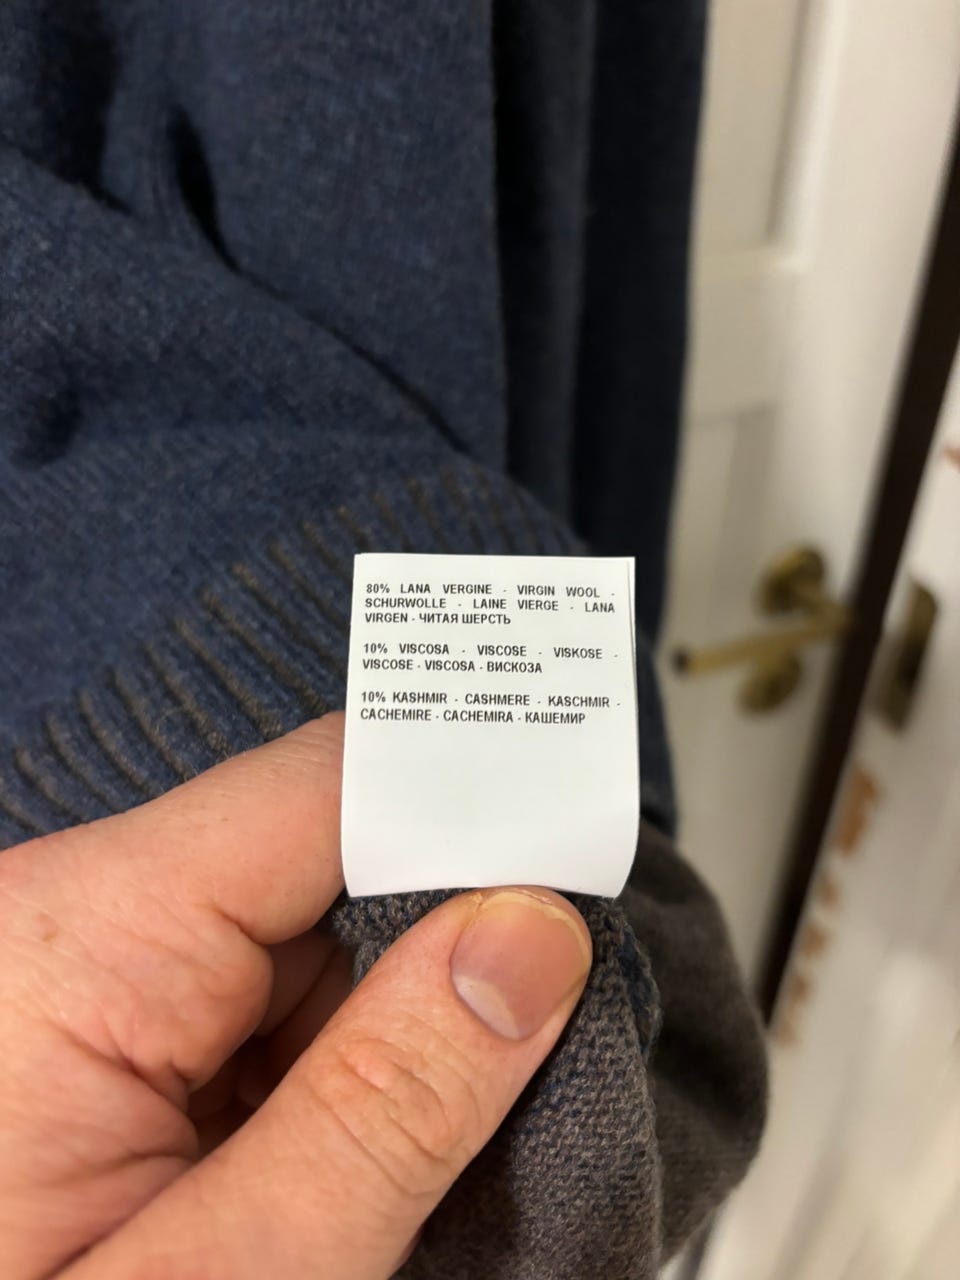 80% LANA VERGINE - VIRGIN WOOL -
SCHURWOLLE - LAINE VIERGE - LANA
VIRGEN - ЧИТАЯ ШЕРСТЬ
10% VISCOSA - VISCOSE - VISKOSE -
VISCOSE - VISCOSA - ВИСКОЗА
10% KASHMIR - CASHMERE - KASCHMIR -
CACHEMIRE - CACHEMIRA - КАШЕМИР